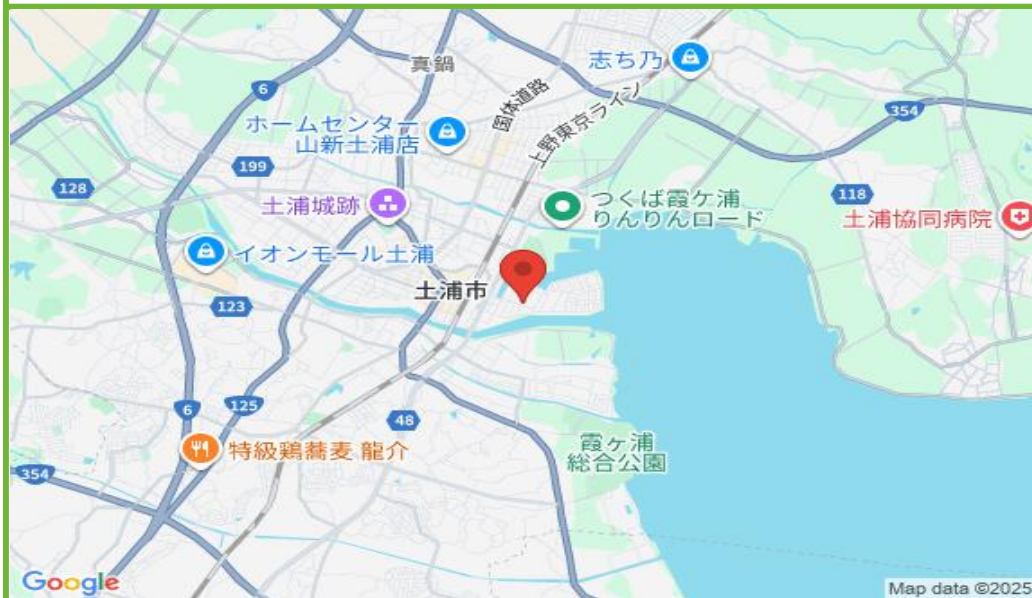 真鍋
志ち乃
6
国体道路
上野東京ライン
354
ホームセンター
山新土浦店
199
128
土浦城跡
つくば霞ケ浦
りんりんロード
118
土浦協同病院
イオンモール土浦
土浦市
123
6
125
48
特級鶏蕎麦 龍介
霞ケ浦
総合公園
354
Google
Map data ©2025